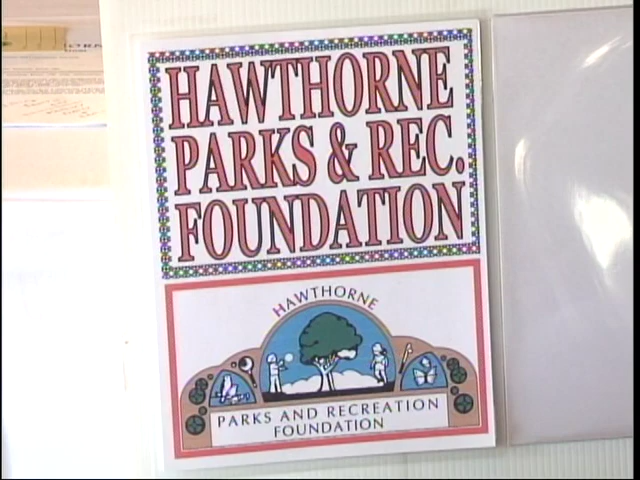 HAWTHORNE
PARKS & REC.
FOUNDATION
HAWTHORNE
PARKS AND RECREATION
FOUNDATION